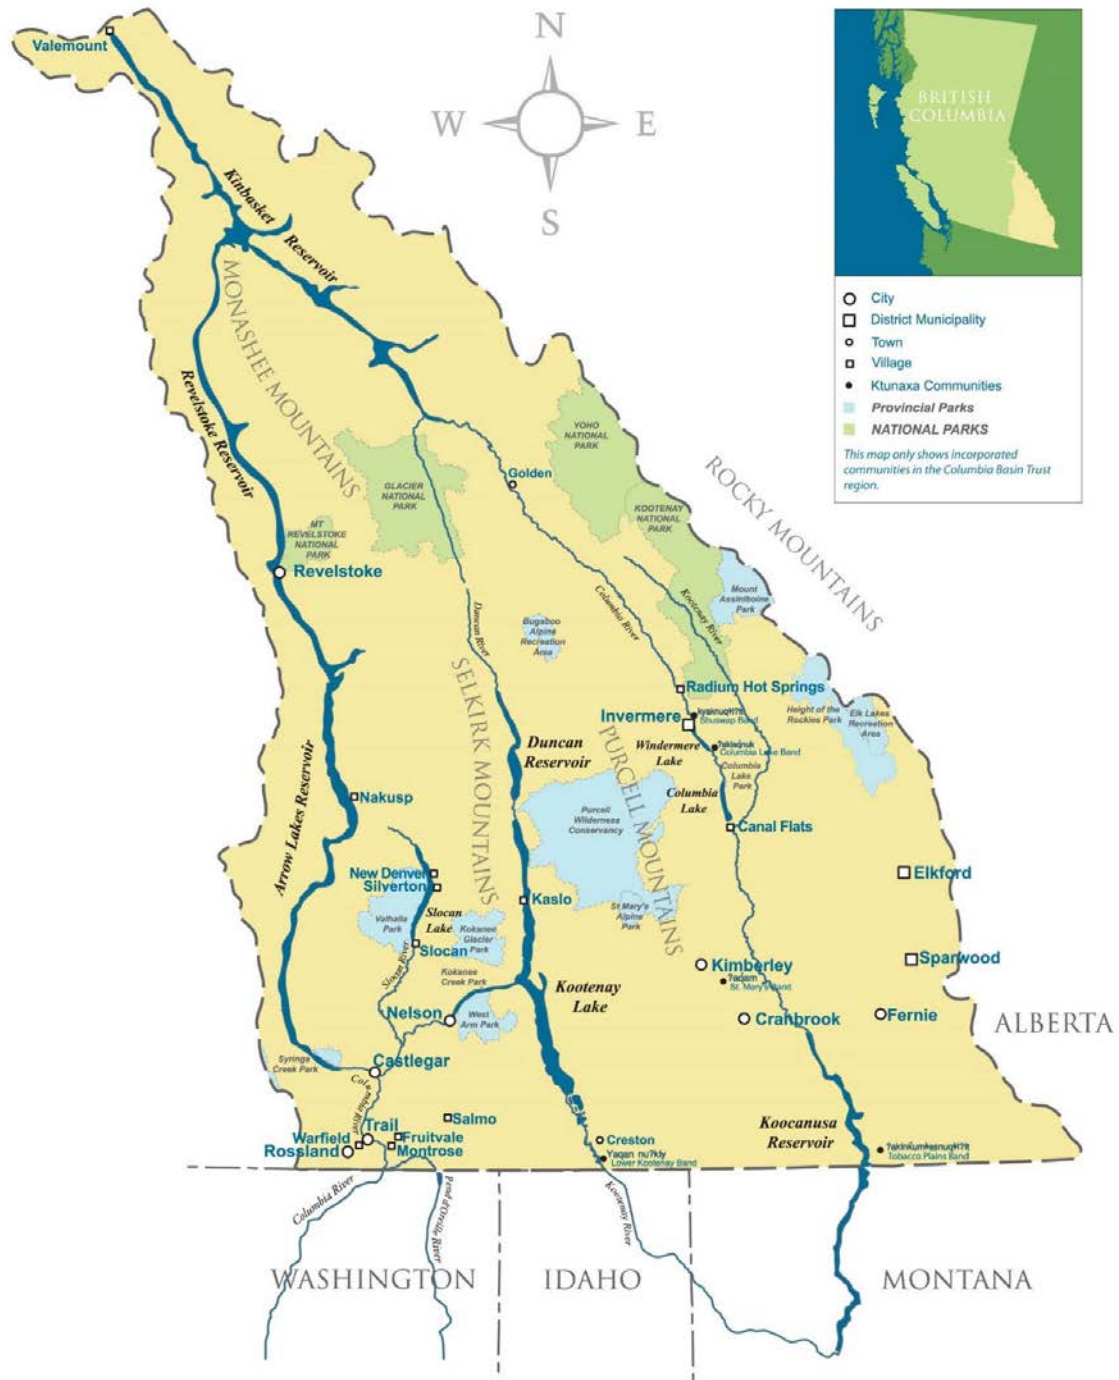 N
W
E
S
BRITISH
COLUMBIA
City
District Municipality
Town
Village
Ktunaxa Communities
Provincial Parks
NATIONAL PARKS
This map only shows incorporated
communities in the Columbia Basin Trust
region.
Valemount
Kinbasket
Reservoir
MONASHEE MOUNTAINS
Revelstoke Reservoir
YOHO
NATIONAL
PARK
Golden
GLACIER
NATIONAL
PARK
KOOTENAY
NATIONAL
PARK
ROCKY MOUNTAINS
MT
REVELSTOKE
NATIONAL
PARK
Revelstoke
Mount
Assiniboine
Park
Columbia River
Kootenay River
Duncan River
Bugaboo
Alpine
Recreation
Area
SELKIRK MOUNTAINS
Radium Hot Springs
Invermere
Shuswap Band
Height of the
Rockies Park
Elk Lakes
Recreation
Area
Duncan
Reservoir
PURCELL MOUNTAINS
Windermere
Lake
Columbia Lake Band
Columbia
Lake
Park
Columbia
Lake
Arrow Lakes Reservoir
Nakusp
Purcell
Wilderness
Conservancy
Canal Flats
New Denver
Silverton
Elkford
Kaslo
Valhalla
Park
Slocan
Lake
Kokanee
Glacier
Park
St Mary's
Alpine
Park
Slocan
Slocan River
Kokanee
Creek Park
Kimberley
ʔaqam
St. Mary's Band
Sparwood
Kootenay
Lake
Nelson
West
Arm Park
Cranbrook
Fernie
ALBERTA
Syringa
Creek Park
Castlegar
Columbia River
Salmo
Trail
Warfield
Fruitvale
Rossland
Montrose
Creston
Yaqan nuʔkiy
Lower Kootenay Band
Koocanusa
Reservoir
Tobacco Plains Band
Columbia River
Pend d'Oreille River
Kootenay River
WASHINGTON
IDAHO
MONTANA